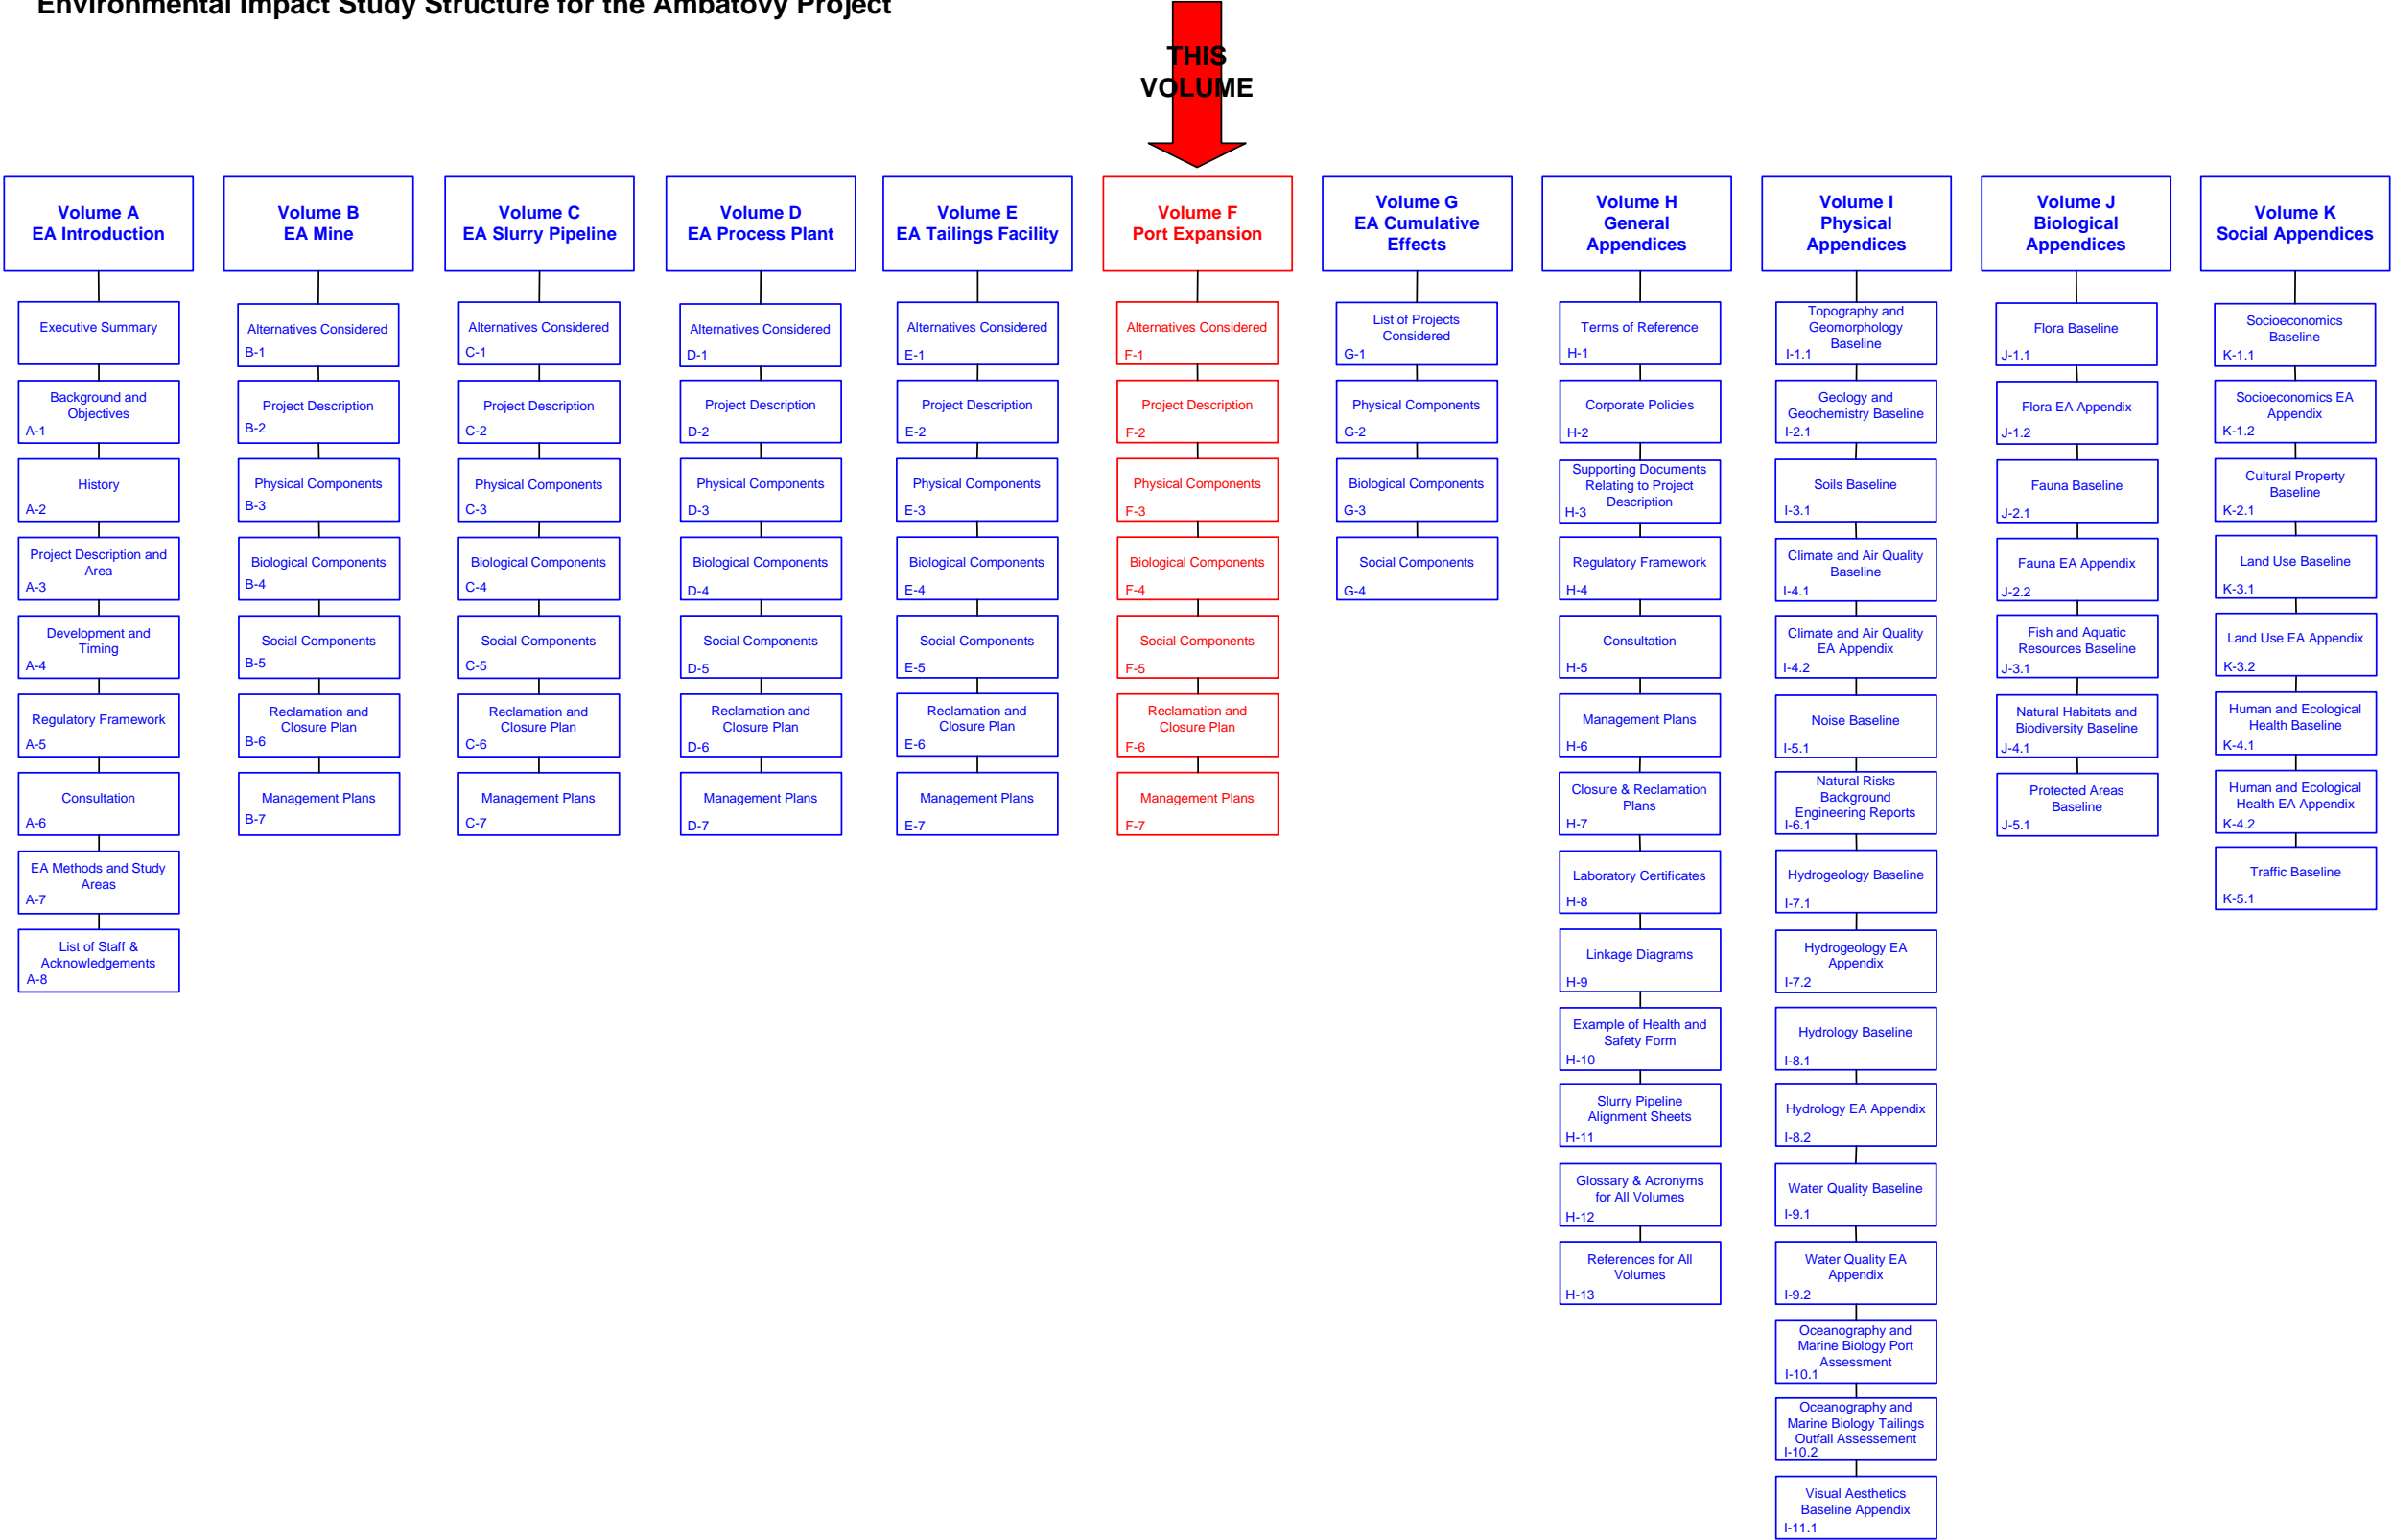 Environmental Impact Study Structure for the Ambatovy Project
THIS
VOLUME
Volume A
EA Introduction
Executive Summary
Background and
Objectives
A-1
History
A-2
Project Description and
Area
A-3
Development and
Timing
A-4
Regulatory Framework
A-5
Consultation
A-6
EA Methods and Study
Areas
A-7
List of Staff &
Acknowledgements
A-8
Volume B
EA Mine
Alternatives Considered
B-1
Project Description
B-2
Physical Components
B-3
Biological Components
B-4
Social Components
B-5
Reclamation and
Closure Plan
B-6
Management Plans
B-7
Volume C
EA Slurry Pipeline
Alternatives Considered
C-1
Project Description
C-2
Physical Components
C-3
Biological Components
C-4
Social Components
C-5
Reclamation and
Closure Plan
C-6
Management Plans
C-7
Volume D
EA Process Plant
Alternatives Considered
D-1
Project Description
D-2
Physical Components
D-3
Biological Components
D-4
Social Components
D-5
Reclamation and
Closure Plan
D-6
Management Plans
D-7
Volume E
EA Tailings Facility
Alternatives Considered
E-1
Project Description
E-2
Physical Components
E-3
Biological Components
E-4
Social Components
E-5
Reclamation and
Closure Plan
E-6
Management Plans
E-7
Volume F
Port Expansion
Alternatives Considered
F-1
Project Description
F-2
Physical Components
F-3
Biological Components
F-4
Social Components
F-5
Reclamation and
Closure Plan
F-6
Management Plans
F-7
Volume G
EA Cumulative
Effects
List of Projects
Considered
G-1
Physical Components
G-2
Biological Components
G-3
Social Components
G-4
Volume H
General
Appendices
Terms of Reference
H-1
Corporate Policies
H-2
Supporting Documents
Relating to Project
Description
H-3
Regulatory Framework
H-4
Consultation
H-5
Management Plans
H-6
Closure & Reclamation
Plans
H-7
Laboratory Certificates
H-8
Linkage Diagrams
H-9
Example of Health and
Safety Form
H-10
Slurry Pipeline
Alignment Sheets
H-11
Glossary & Acronyms
for All Volumes
H-12
References for All
Volumes
H-13
Volume I
Physical
Appendices
Topography and
Geomorphology
Baseline
I-1.1
Geology and
Geochemistry Baseline
I-2.1
Soils Baseline
I-3.1
Climate and Air Quality
Baseline
I-4.1
Climate and Air Quality
EA Appendix
I-4.2
Noise Baseline
I-5.1
Natural Risks
Background
Engineering Reports
I-6.1
Hydrogeology Baseline
I-7.1
Hydrogeology EA
Appendix
I-7.2
Hydrology Baseline
I-8.1
Hydrology EA Appendix
I-8.2
Water Quality Baseline
I-9.1
Water Quality EA
Appendix
I-9.2
Oceanography and
Marine Biology Port
Assessment
I-10.1
Oceanography and
Marine Biology Tailings
Outfall Assessement
I-10.2
Visual Aesthetics
Baseline Appendix
I-11.1
Volume J
Biological
Appendices
Flora Baseline
J-1.1
Flora EA Appendix
J-1.2
Fauna Baseline
J-2.1
Fauna EA Appendix
J-2.2
Fish and Aquatic
Resources Baseline
J-3.1
Natural Habitats and
Biodiversity Baseline
J-4.1
Protected Areas
Baseline
J-5.1
Volume K
Social Appendices
Socioeconomics
Baseline
K-1.1
Socioeconomics EA
Appendix
K-1.2
Cultural Property
Baseline
K-2.1
Land Use Baseline
K-3.1
Land Use EA Appendix
K-3.2
Human and Ecological
Health Baseline
K-4.1
Human and Ecological
Health EA Appendix
K-4.2
Traffic Baseline
K-5.1